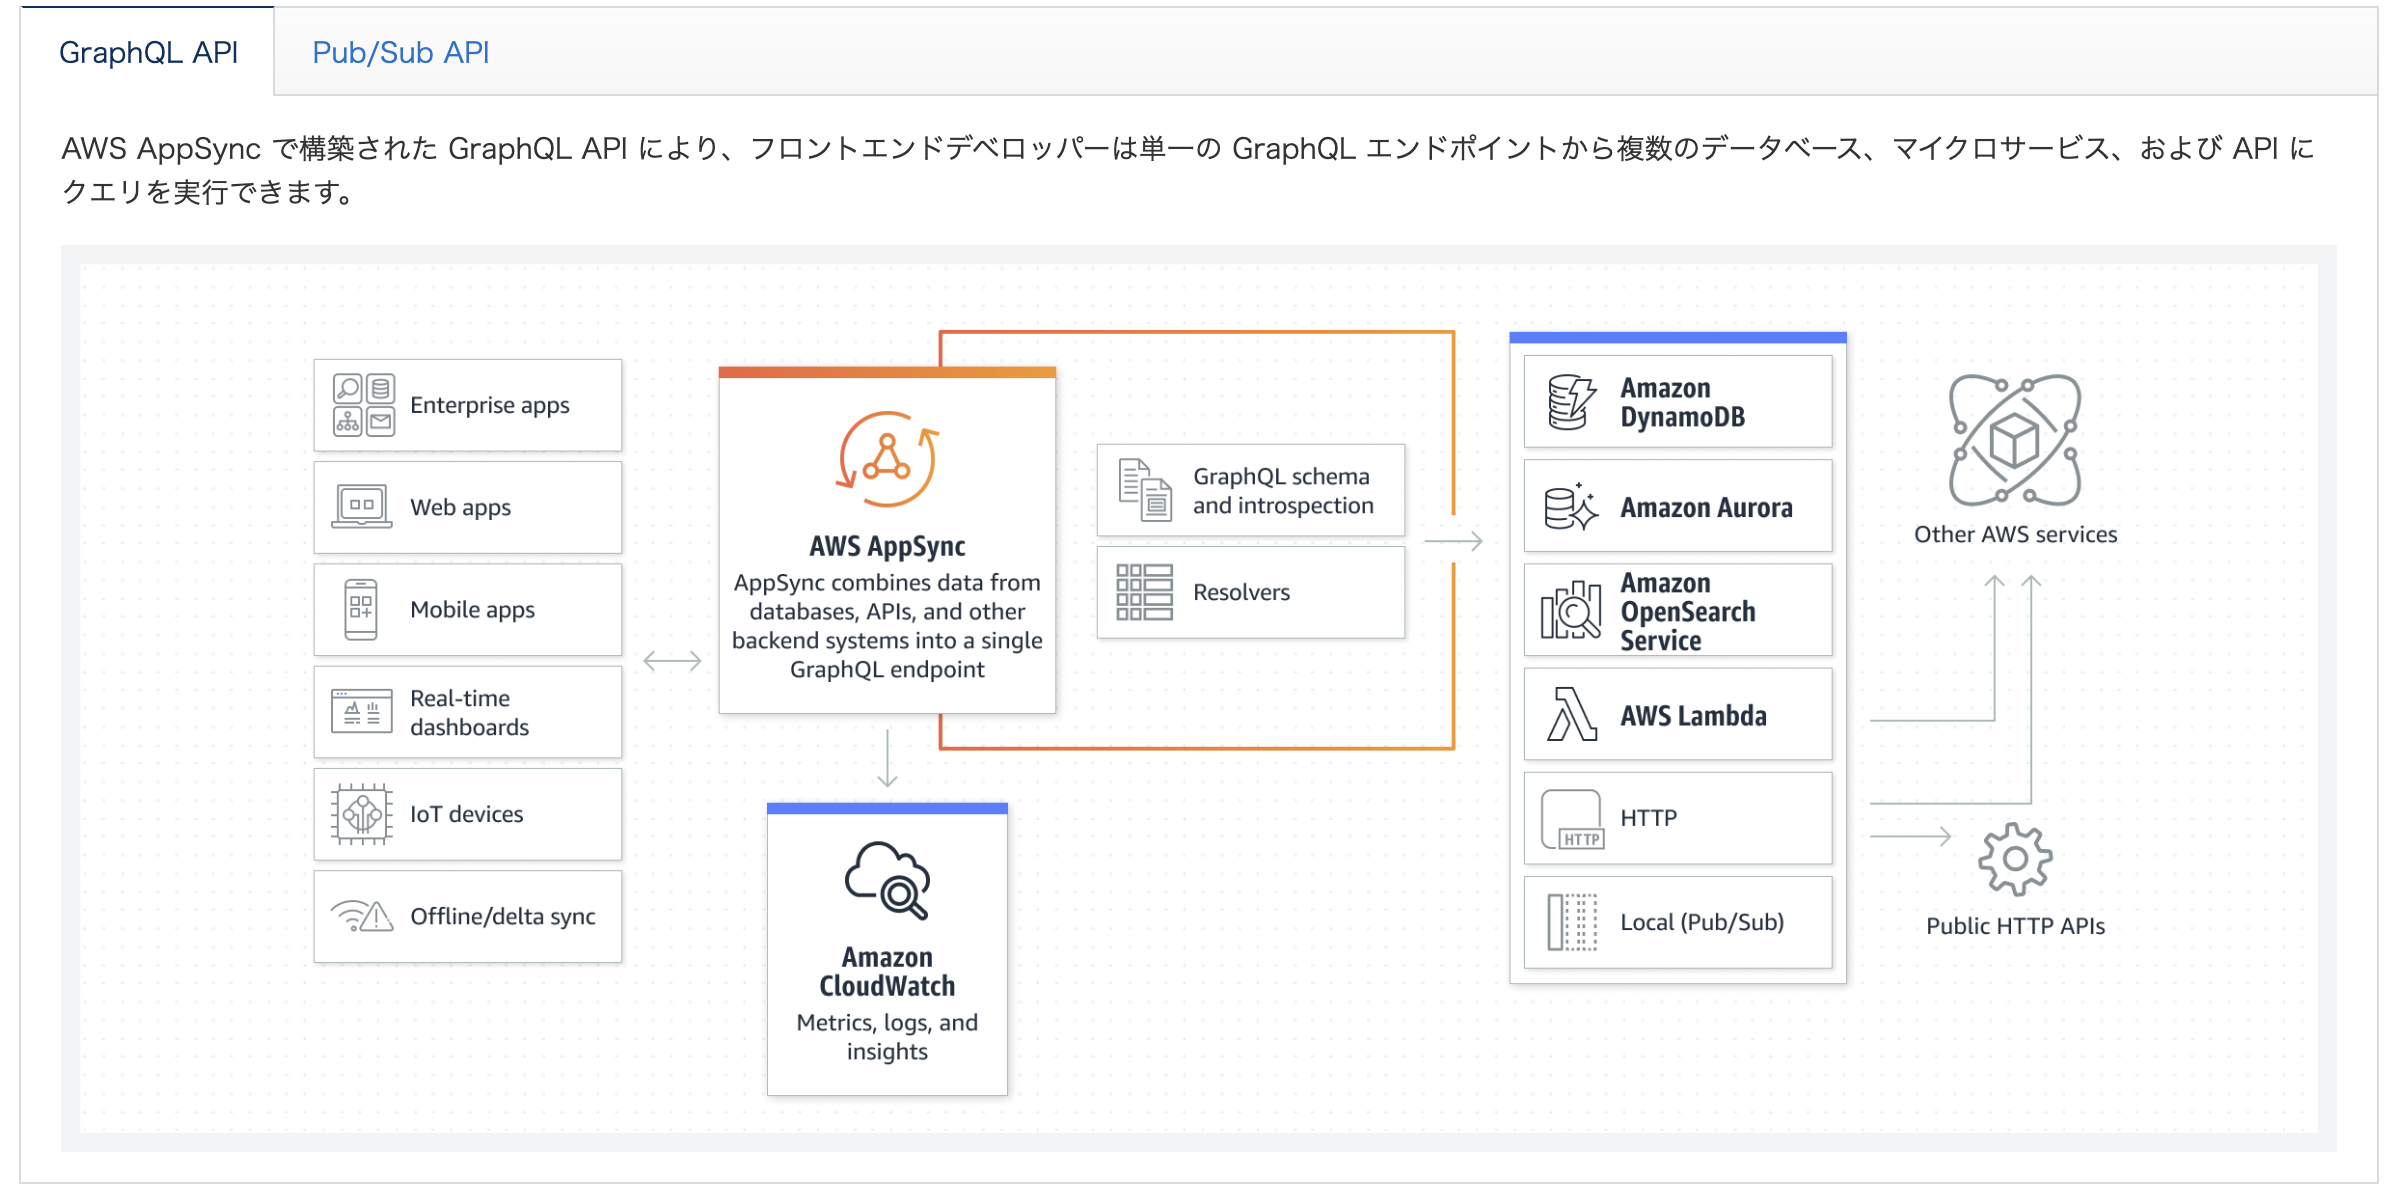 GraphQL API
Pub/Sub API
AWS AppSync で構築された GraphQL API により、フロントエンドデベロッパーは単一の GraphQL エンドポイントから複数のデータベース、マイクロサービス、および API に
クエリを実行できます。
Enterprise apps
Web apps
Mobile apps
Real-time
dashboards
IoT devices
Offline/delta sync
AWS AppSync
AppSync combines data from
databases, APIs, and other
backend systems into a single
GraphQL endpoint
Amazon
CloudWatch
Metrics, logs, and
insights
GraphQL schema
and introspection
Resolvers
Amazon
DynamoDB
Amazon Aurora
Amazon
OpenSearch
Service
AWS Lambda
HTTP
HTTP
Local (Pub/Sub)
Other AWS services
Public HTTP APIs